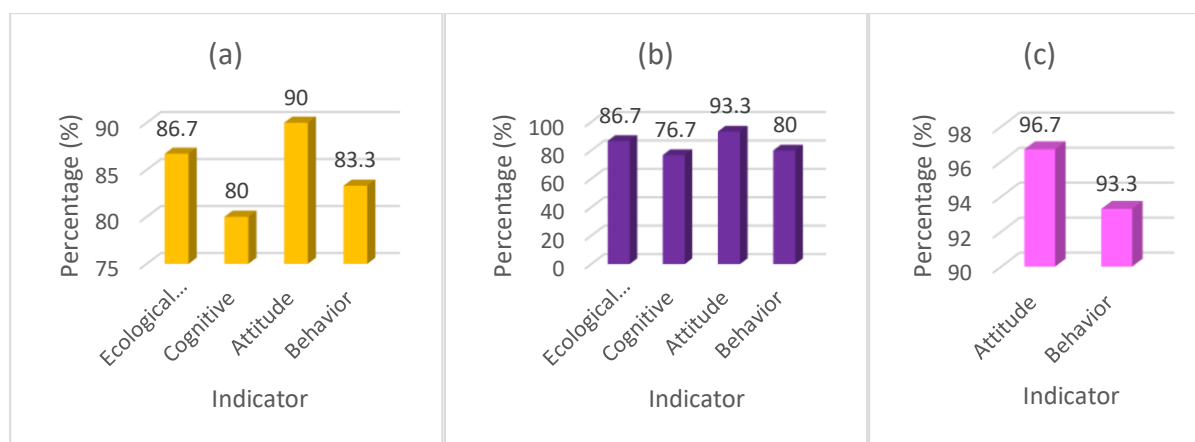 (a)
Percentage (%)
90
85
80
75
86.7
80
90
83.3
Ecological...
Cognitive
Attitude
Behavior
Indicator
(b)
Percentage (%)
100
80
60
40
20
0
86.7
76.7
93.3
80
Ecological...
Cognitive
Attitude
Behavior
Indicator
(c)
Percentage (%)
98
96
94
92
90
96.7
93.3
Attitude
Behavior
Indicator